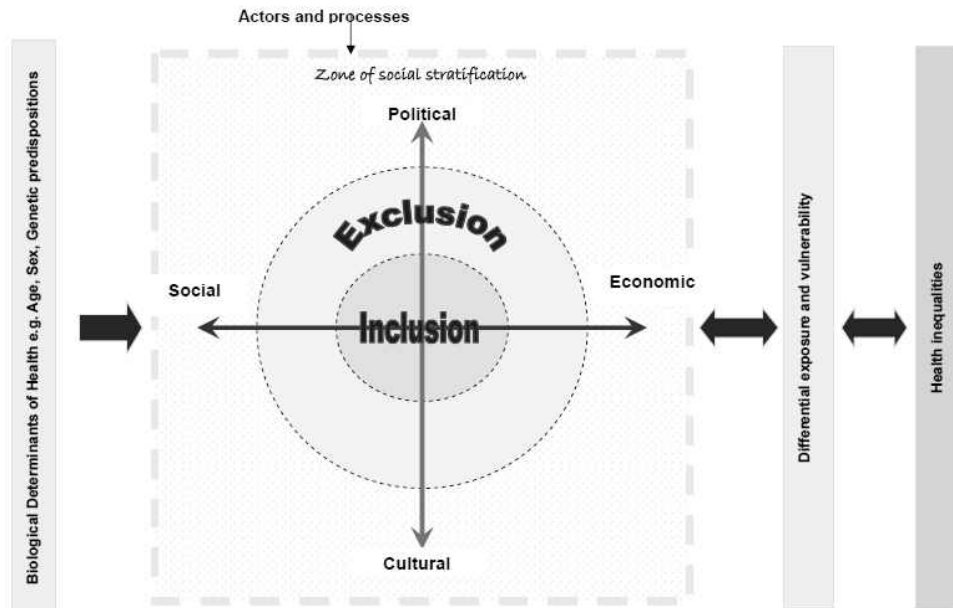 Actors and processes
Zone of social stratification
Political
Exclusion
Social
Economic
Inclusion
Cultural
Biological Determinants of Health e.g. Age, Sex, Genetic predispositions
Differential exposure and vulnerability
Health inequalities